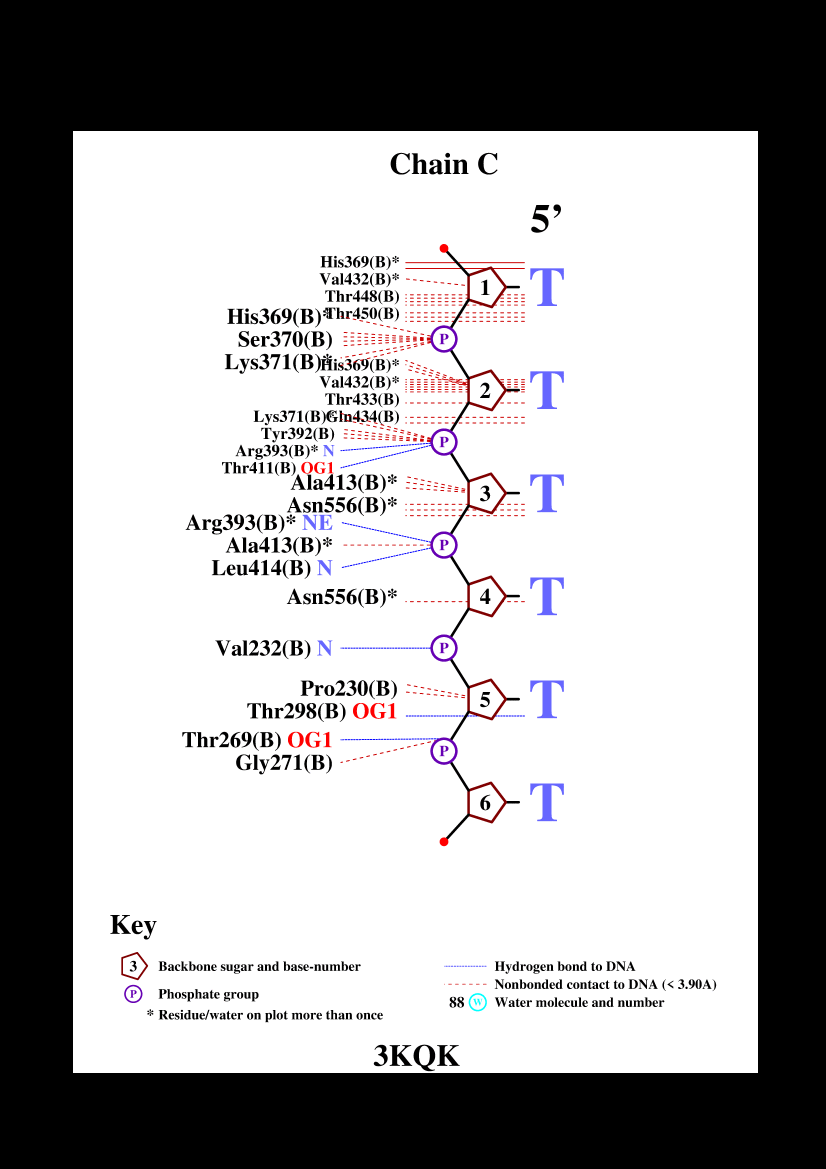 Chain C
5’
His369(B)*
Val432(B)*
1
T
Thr448(B)
Thr450(B)
His369(B)*
Ser370(B)
P
Lys371(B)*
His369(B)*
Val432(B)*
2
T
Thr433(B)
Lys371(B)*
Gln434(B)
Tyr392(B)
P
Arg393(B)* N
Thr411(B) OG1
Ala413(B)*
3
T
Asn556(B)*
Arg393(B)* NE
Ala413(B)*
P
Leu414(B) N
Asn556(B)*
4
T
Val232(B) N
P
Pro230(B)
5
T
Thr298(B) OG1
Thr269(B) OG1
P
Gly271(B)
6
T
Key
3 Backbone sugar and base-number
P Phosphate group
* Residue/water on plot more than once
Hydrogen bond to DNA
Nonbonded contact to DNA (< 3.90A)
88 W Water molecule and number
3KQK